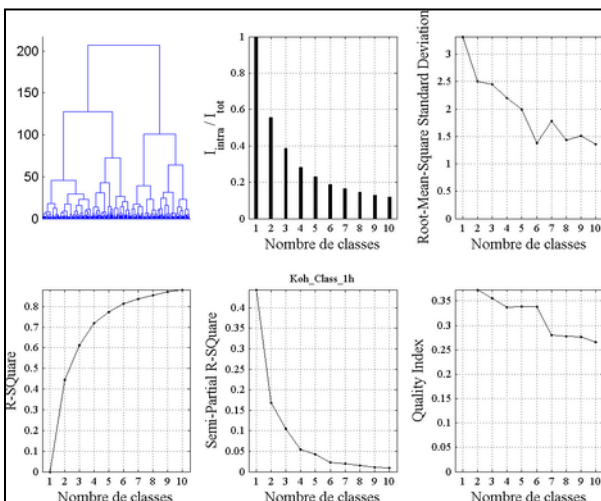 200
150
100
50
0
I_intra / I_tot
1
0.8
0.6
0.4
0.2
0
1 2 3 4 5 6 7 8 9 10
Nombre de classes
Root-Mean-Square Standard Deviation
3
2.5
2
1.5
1
0.5
0
1 2 3 4 5 6 7 8 9 10
Nombre de classes
R-SQuare
0.8
0.7
0.6
0.5
0.4
0.3
0.2
0.1
0
1 2 3 4 5 6 7 8 9 10
Nombre de classes
Koh_Class_1h
Semi-Partial R-SQuare
0.4
0.35
0.3
0.25
0.2
0.15
0.1
0.05
0
1 2 3 4 5 6 7 8 9 10
Nombre de classes
Quality Index
0.35
0.3
0.25
0.2
0.15
0.1
0.05
0
1 2 3 4 5 6 7 8 9 10
Nombre de classes